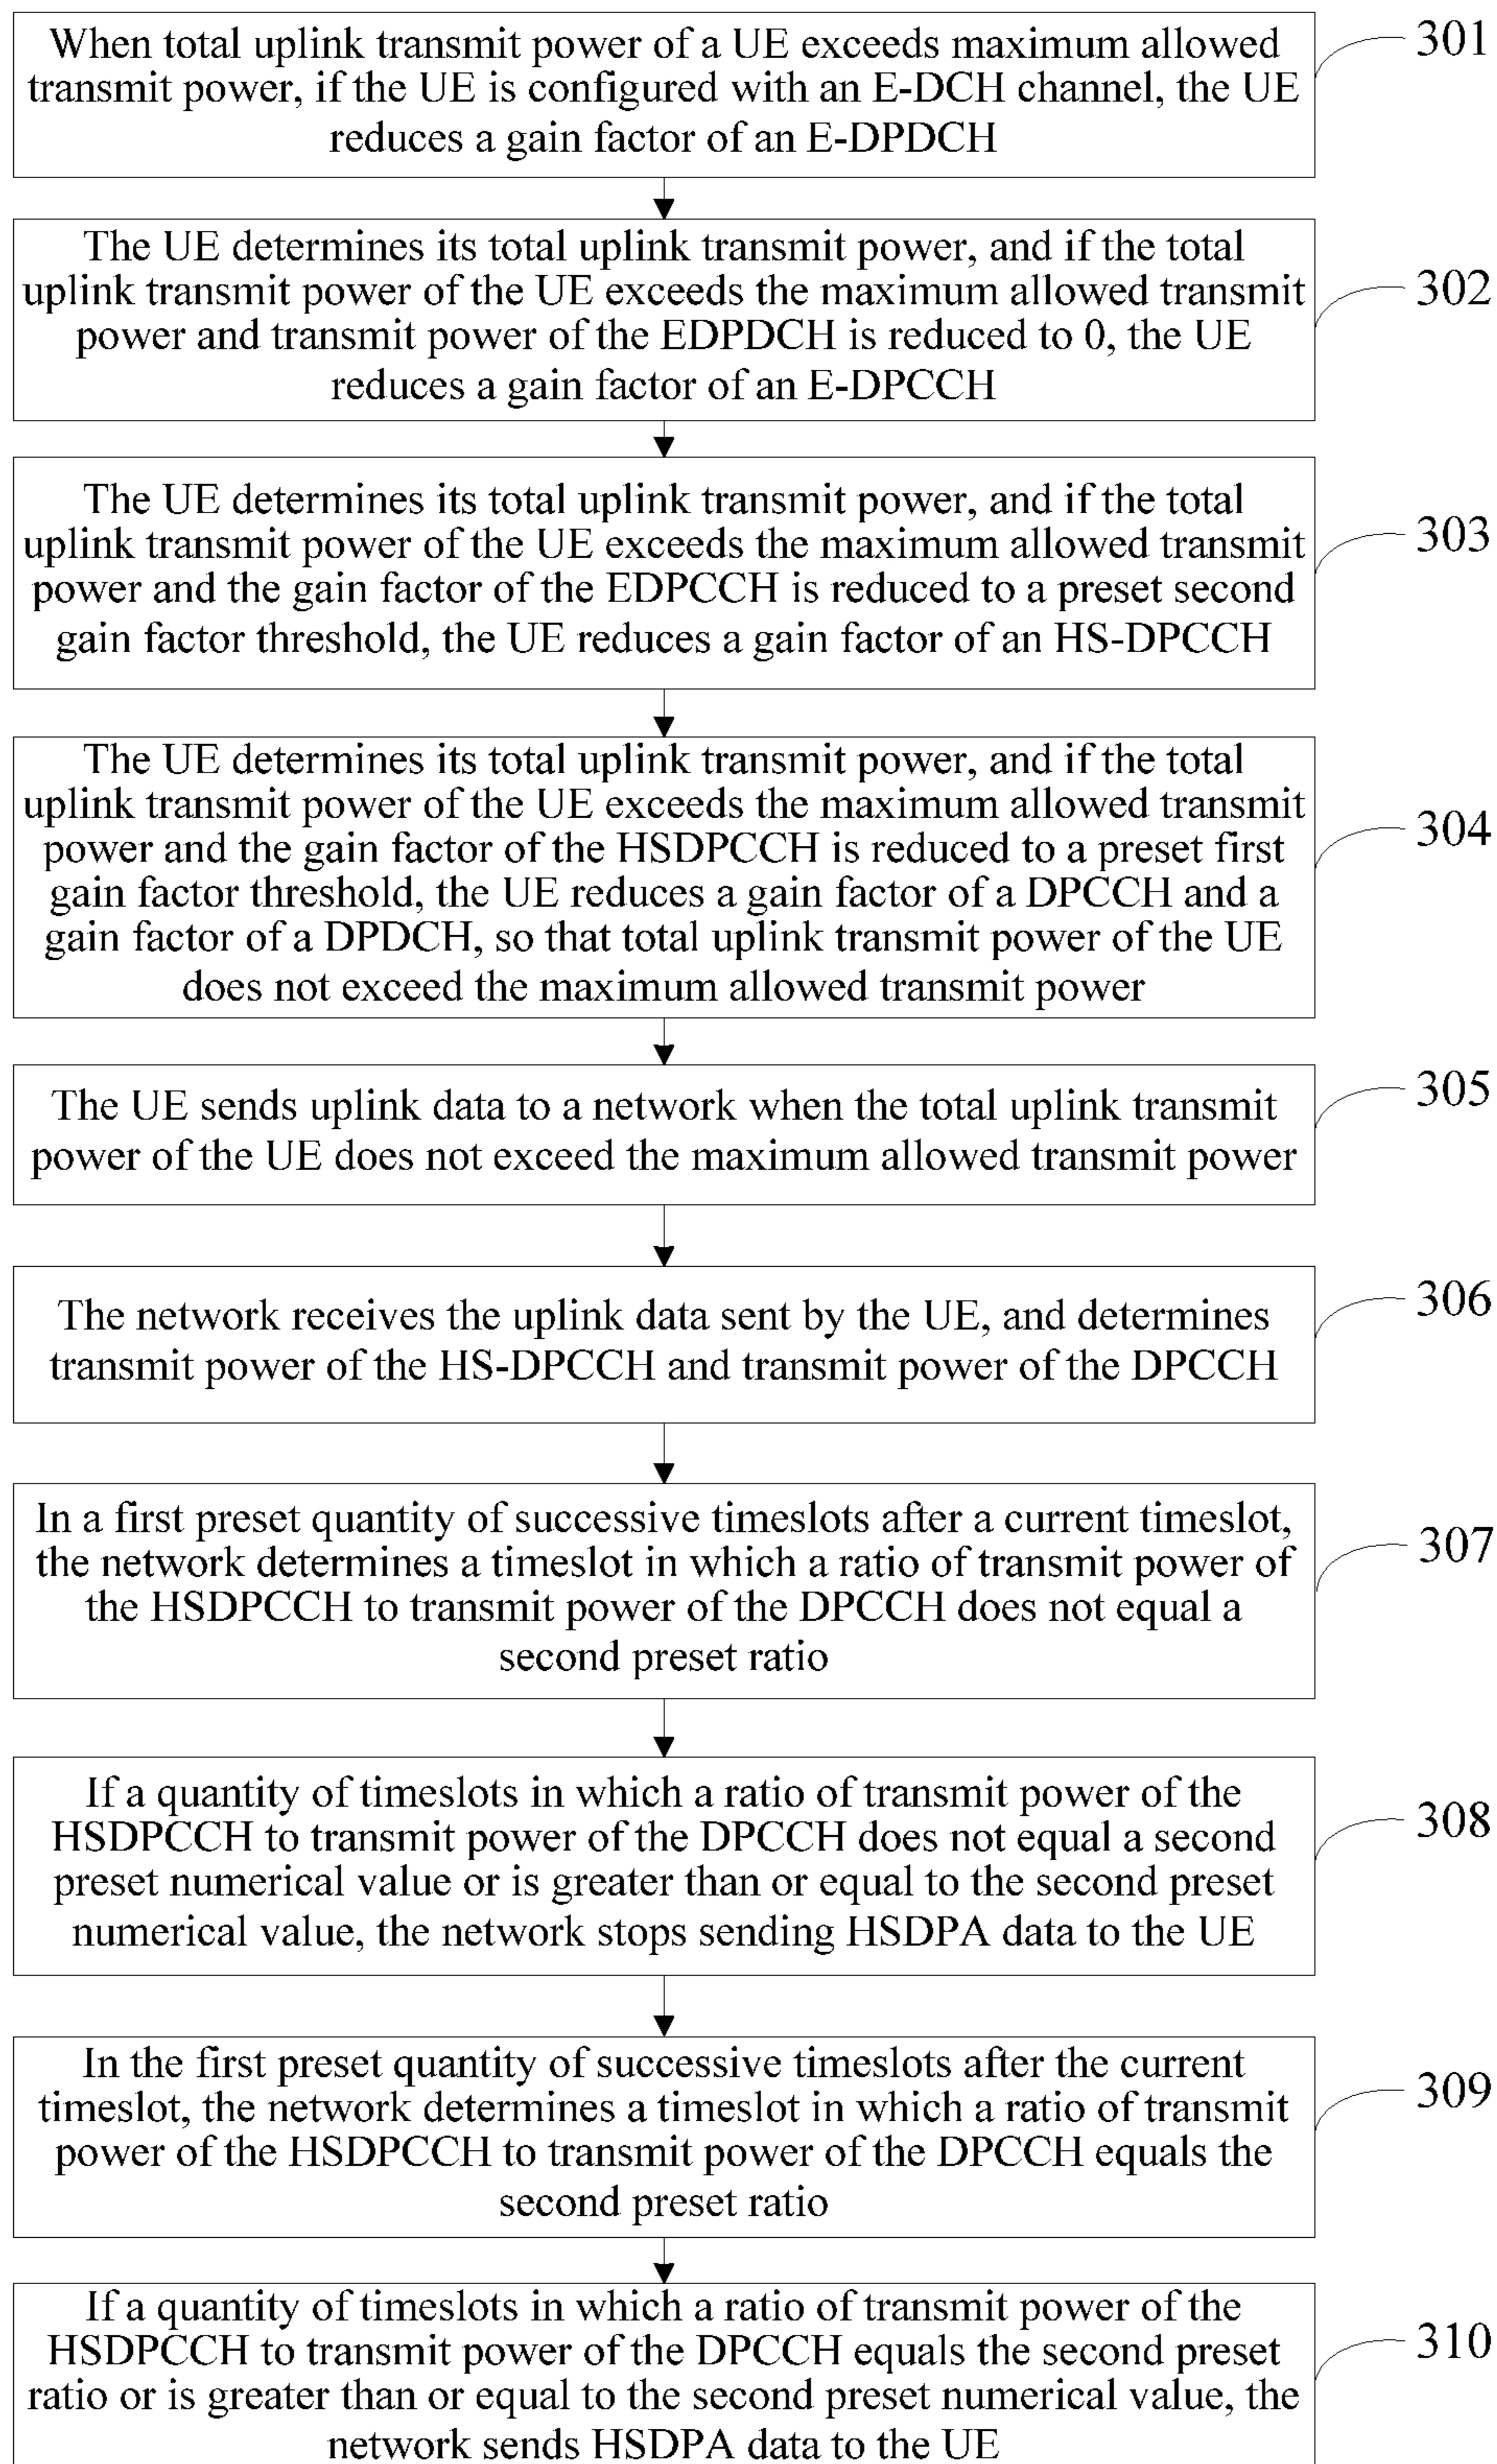 When total uplink transmit power of a UE exceeds maximum allowed
transmit power, if the UE is configured with an E-DCH channel, the UE
reduces a gain factor of an E-DPDCH
301
The UE determines its total uplink transmit power, and if the total
uplink transmit power of the UE exceeds the maximum allowed transmit
power and transmit power of the EDPDCH is reduced to 0, the UE
reduces a gain factor of an E-DPCCH
302
The UE determines its total uplink transmit power, and if the total
uplink transmit power of the UE exceeds the maximum allowed transmit
power and the gain factor of the EDPCCH is reduced to a preset second
gain factor threshold, the UE reduces a gain factor of an HS-DPCCH
303
The UE determines its total uplink transmit power, and if the total
uplink transmit power of the UE exceeds the maximum allowed transmit
power and the gain factor of the HSDPCCH is reduced to a preset first
gain factor threshold, the UE reduces a gain factor of a DPCCH and a
gain factor of a DPDCH, so that total uplink transmit power of the UE
does not exceed the maximum allowed transmit power
304
The UE sends uplink data to a network when the total uplink transmit
power of the UE does not exceed the maximum allowed transmit power
305
The network receives the uplink data sent by the UE, and determines
transmit power of the HS-DPCCH and transmit power of the DPCCH
306
In a first preset quantity of successive timeslots after a current timeslot,
the network determines a timeslot in which a ratio of transmit power of
the HSDPCCH to transmit power of the DPCCH does not equal a
second preset ratio
307
If a quantity of timeslots in which a ratio of transmit power of the
HSDPCCH to transmit power of the DPCCH does not equal a second
preset numerical value or is greater than or equal to the second preset
numerical value, the network stops sending HSDPA data to the UE
308
In the first preset quantity of successive timeslots after the current
timeslot, the network determines a timeslot in which a ratio of transmit
power of the HSDPCCH to transmit power of the DPCCH equals the
second preset ratio
309
If a quantity of timeslots in which a ratio of transmit power of the
HSDPCCH to transmit power of the DPCCH equals the second preset
ratio or is greater than or equal to the second preset numerical value, the
network sends HSDPA data to the UE
310